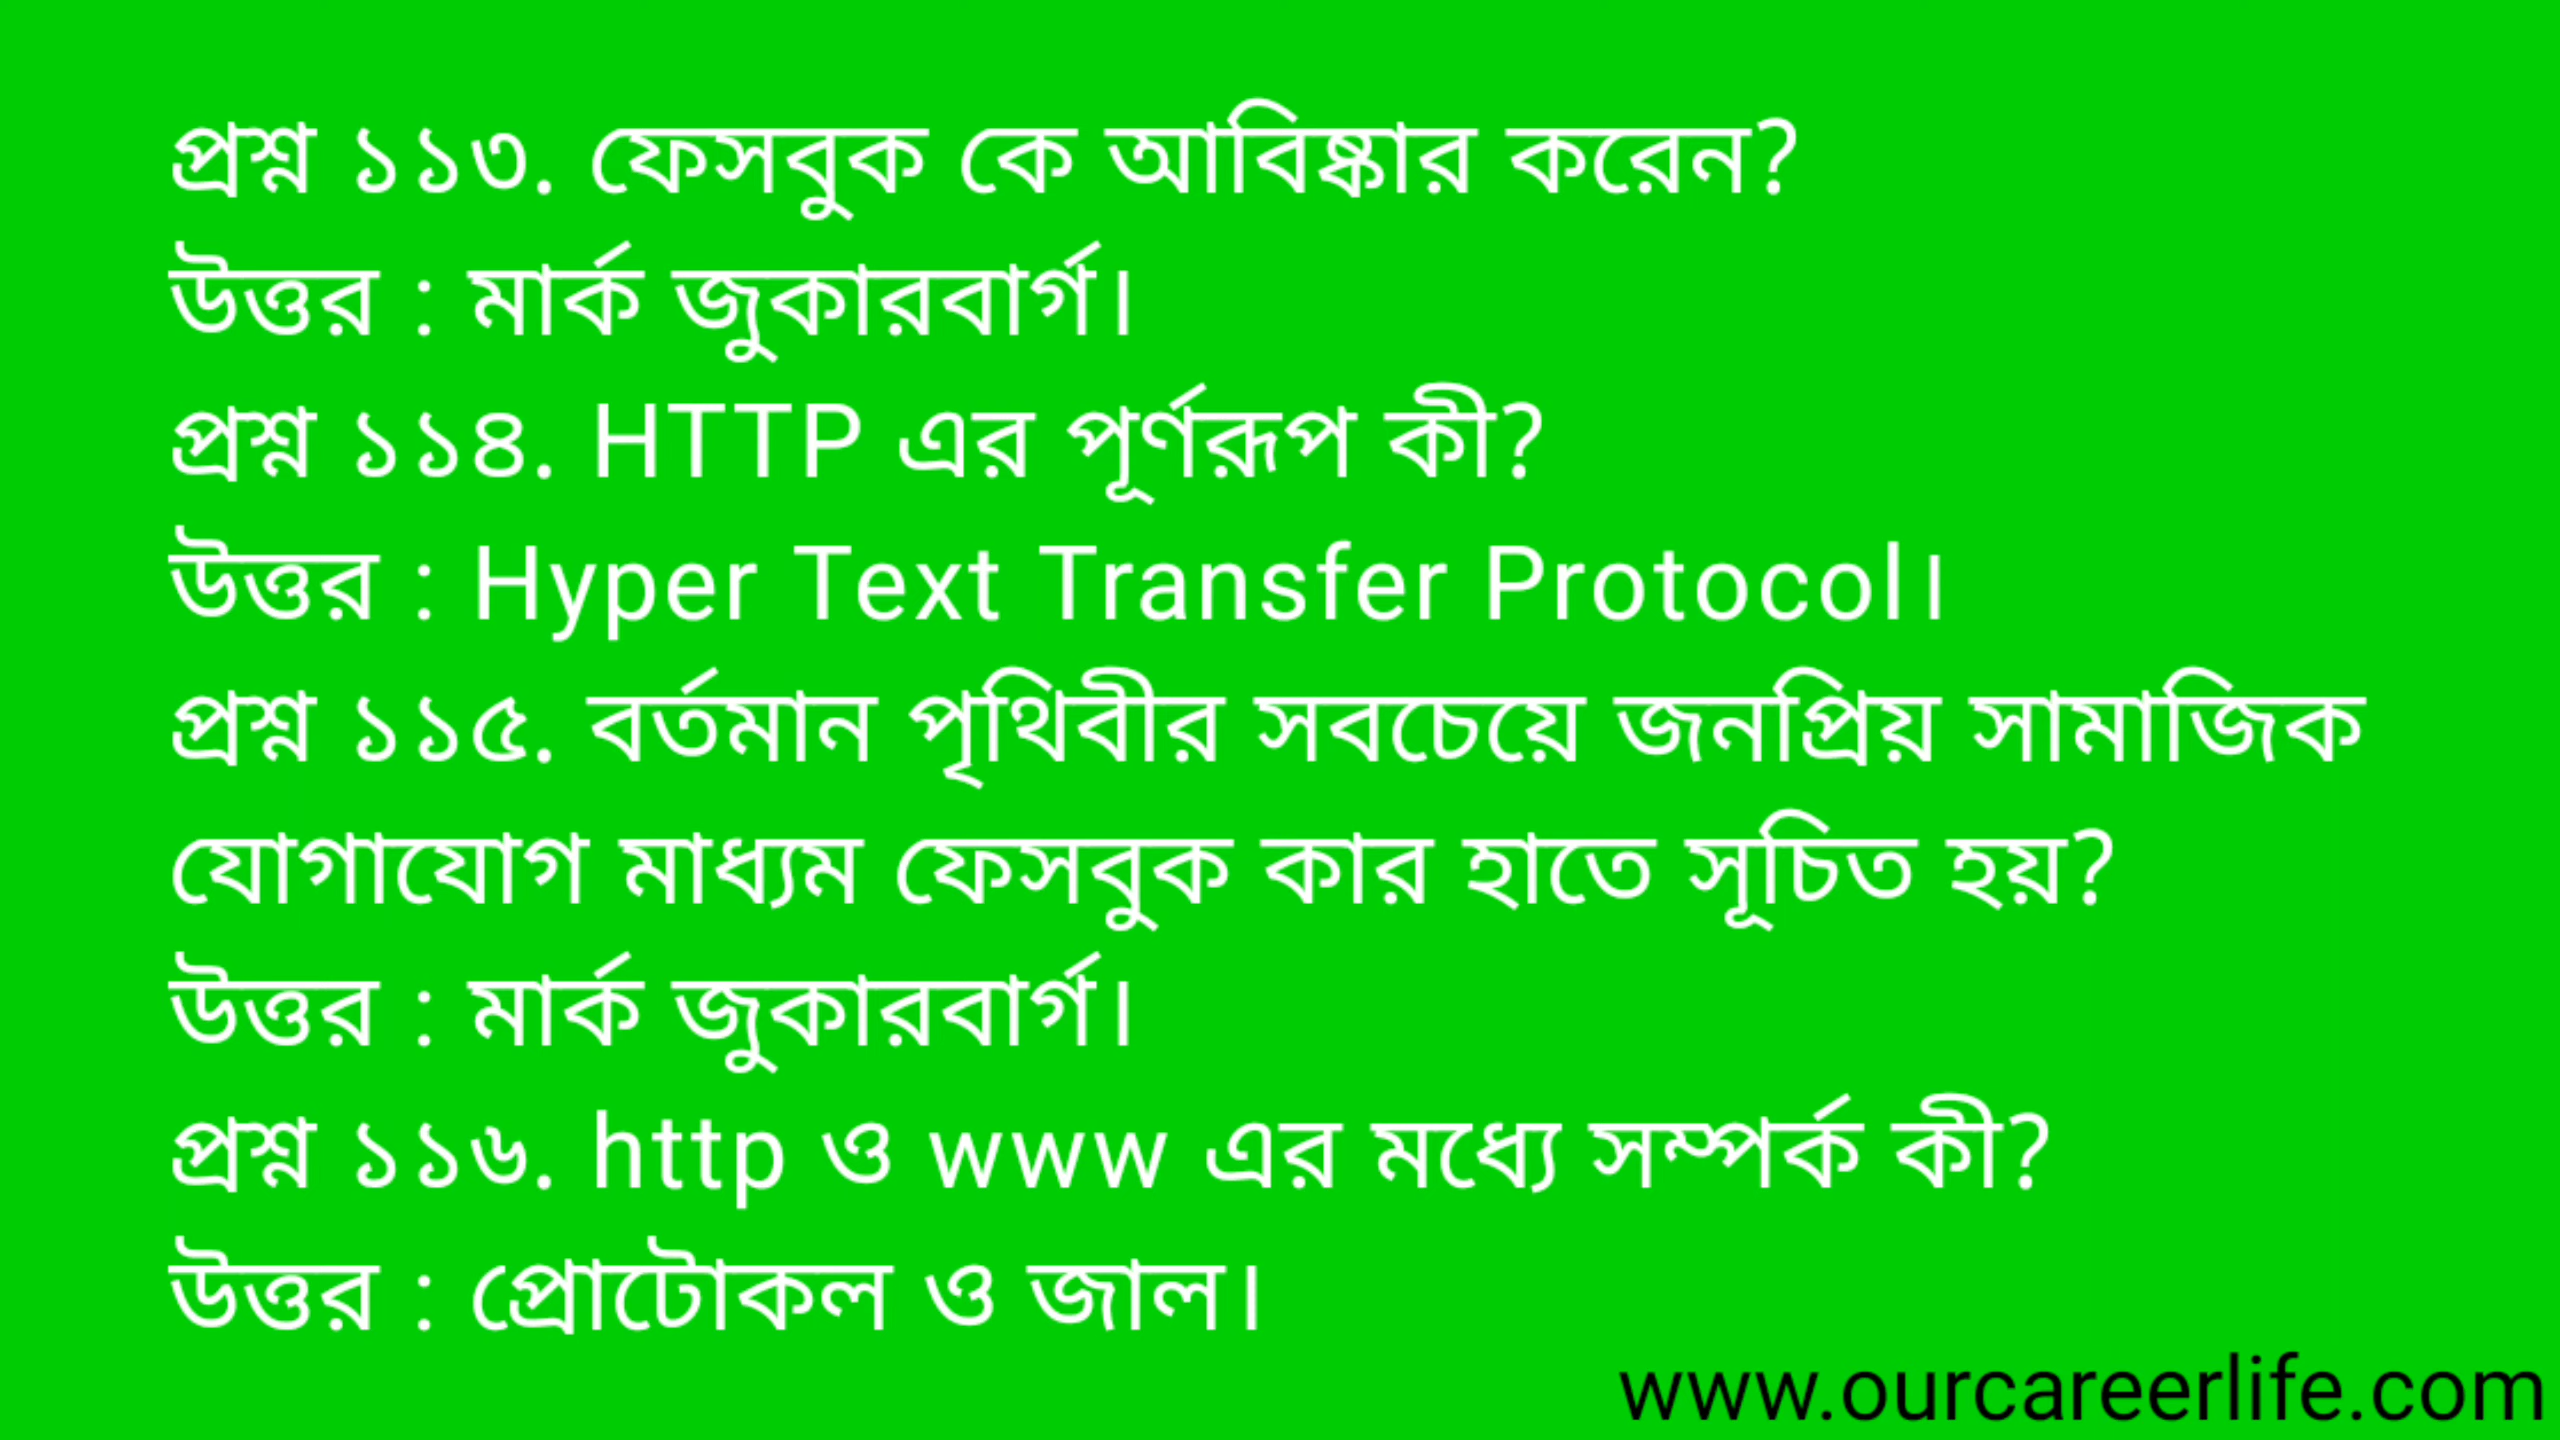 প্রশ্ন ১১৩. ফেসবুক কে আবিষ্কার করেন?
উত্তর : মার্ক জুকারবার্গ।
প্রশ্ন ১১৪. HTTP এর পূর্ণরূপ কী?
উত্তর : Hyper Text Transfer Protocol।
প্রশ্ন ১১৫. বর্তমান পৃথিবীর সবচেয়ে জনপ্রিয় সামাজিক
যোগাযোগ মাধ্যম ফেসবুক কার হাতে সূচিত হয়?
উত্তর : মার্ক জুকারবার্গ।
প্রশ্ন ১১৬. http ও www এর মধ্যে সম্পর্ক কী?
উত্তর : প্রোটোকল ও জাল।
www.ourcareerlife.com